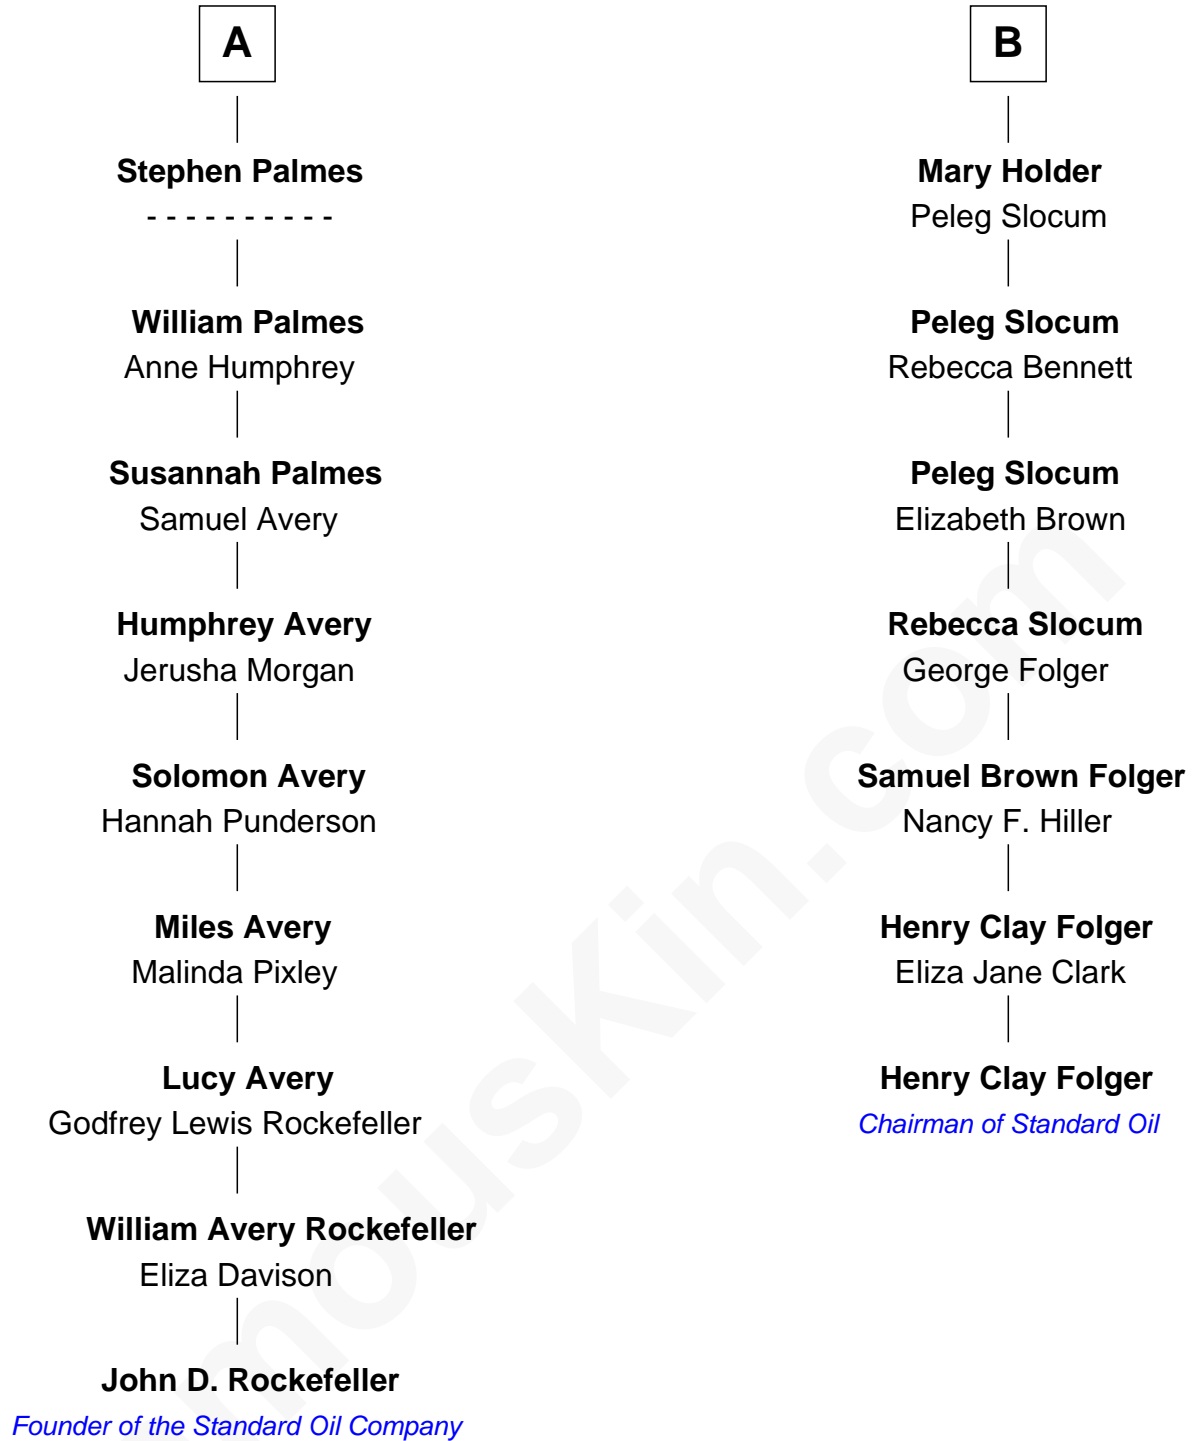 A
Stephen Palmes
- - - - - - - - - -
William Palmes
Anne Humphrey
Susannah Palmes
Samuel Avery
Humphrey Avery
Jerusha Morgan
Solomon Avery
Hannah Punderson
Miles Avery
Malinda Pixley
Lucy Avery
Godfrey Lewis Rockefeller
William Avery Rockefeller
Eliza Davison
John D. Rockefeller
Founder of the Standard Oil Company
B
Mary Holder
Peleg Slocum
Peleg Slocum
Rebecca Bennett
Peleg Slocum
Elizabeth Brown
Rebecca Slocum
George Folger
Samuel Brown Folger
Nancy F. Hiller
Henry Clay Folger
Eliza Jane Clark
Henry Clay Folger
Chairman of Standard Oil
mousKin.com